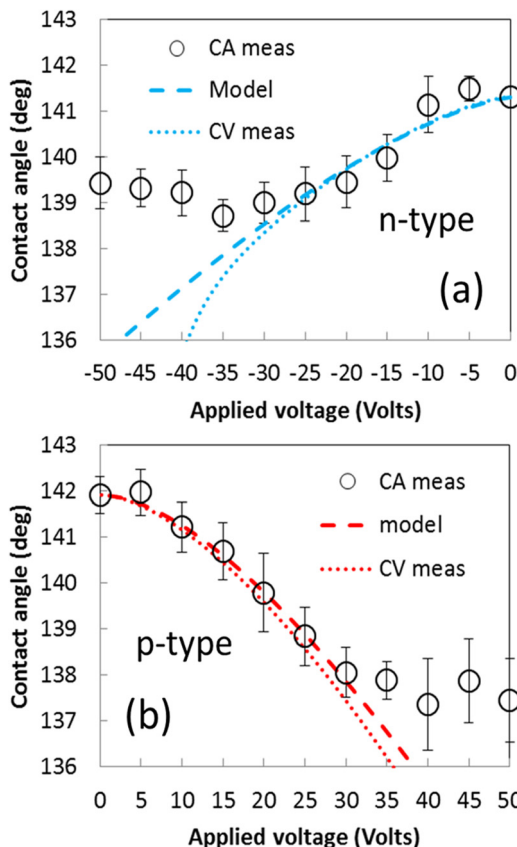 143
142
141
140
139
138
137
136
Contact angle (deg)
CA meas
Model
CV meas
n-type
(a)
-50 -45 -40 -35 -30 -25 -20 -15 -10 -5 0
Applied voltage (Volts)
143
142
141
140
139
138
137
136
Contact angle (deg)
CA meas
model
CV meas
p-type
(b)
0 5 10 15 20 25 30 35 40 45 50
Applied voltage (Volts)